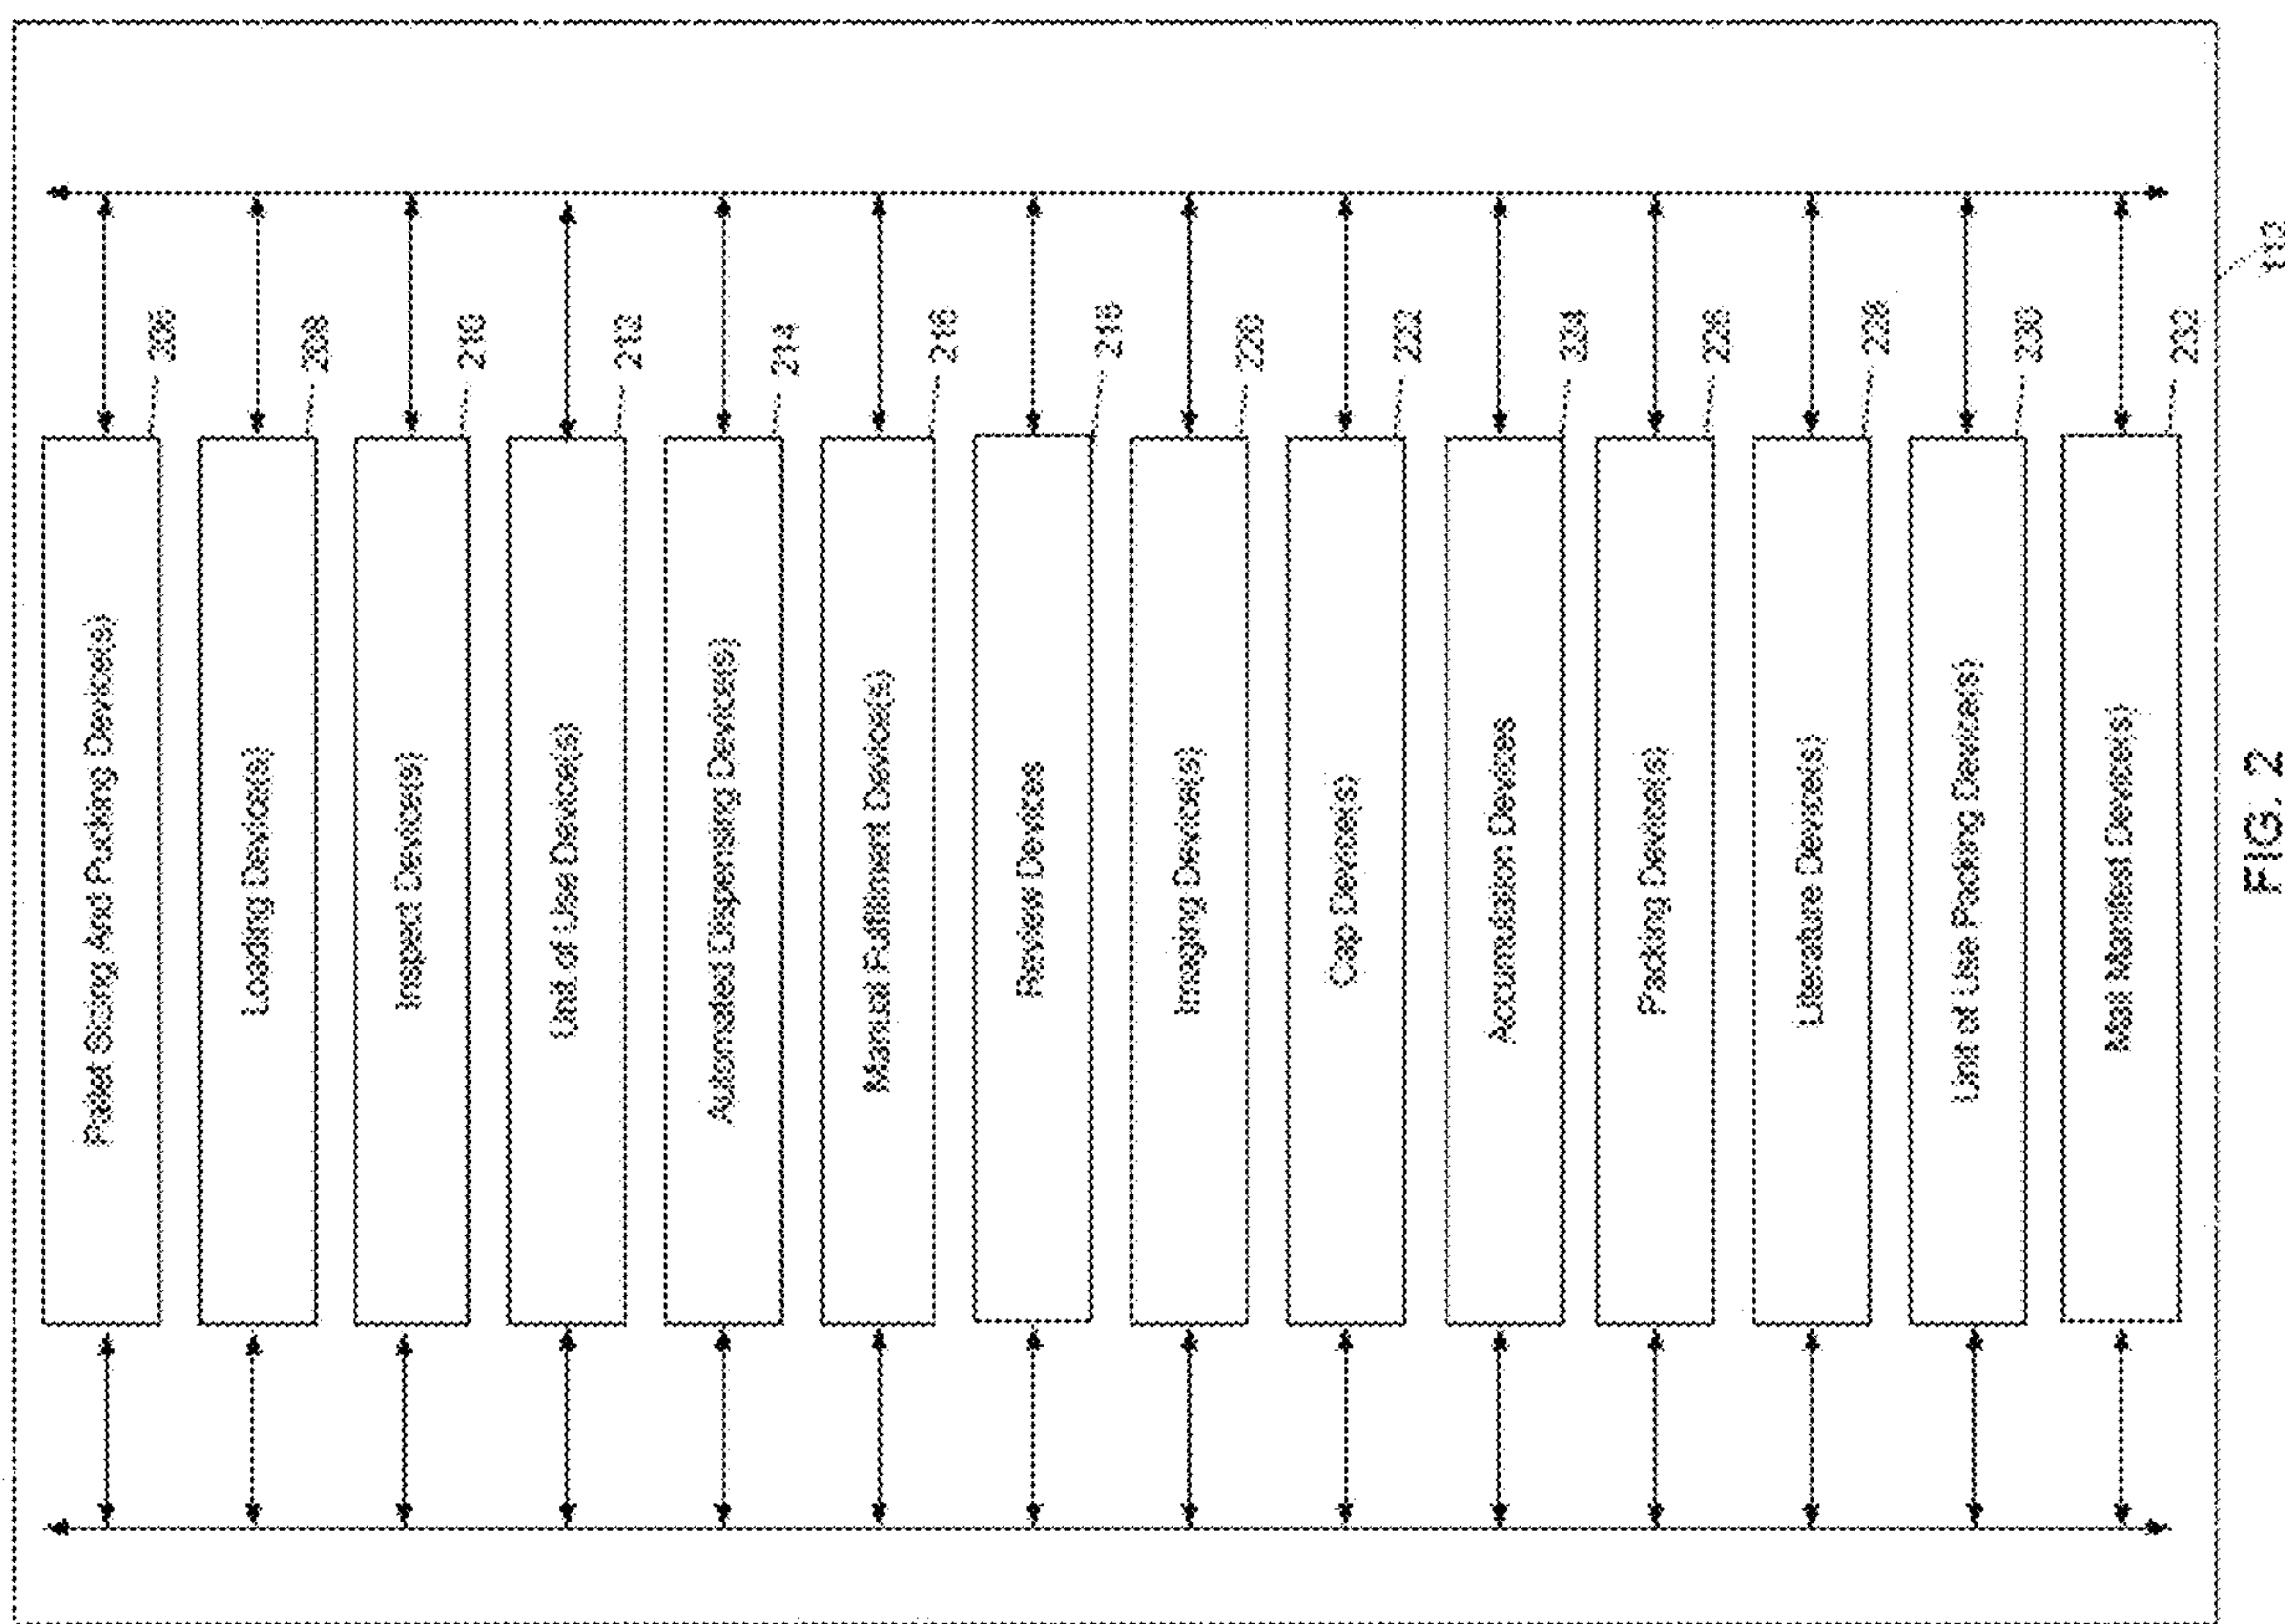 Pallet Sizing And Pucking Device(s)
206
Loading Device(s)
208
Inspect Device(s)
210
Unit of Use Device(s)
212
Automated Dispensing Device(s)
214
Manual Fulfillment Device(s)
216
Review Devices
218
Imaging Device(s)
220
Cap Device(s)
222
Accumulation Devices
224
Packing Device(s)
226
Literature Device(s)
228
Unit of Use Packing Device(s)
230
Mail Manifest Device(s)
232
112
FIG. 2